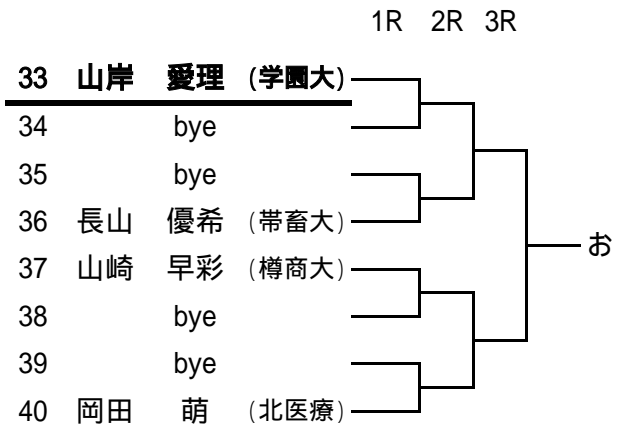 1R 2R 3R
33 山岸 愛理 (学園大)
34 bye
35 bye
36 長山 優希 (帯畜大)
お
37 山崎 早彩 (樽商大)
38 bye
39 bye
40 岡田 萌 (北医療)